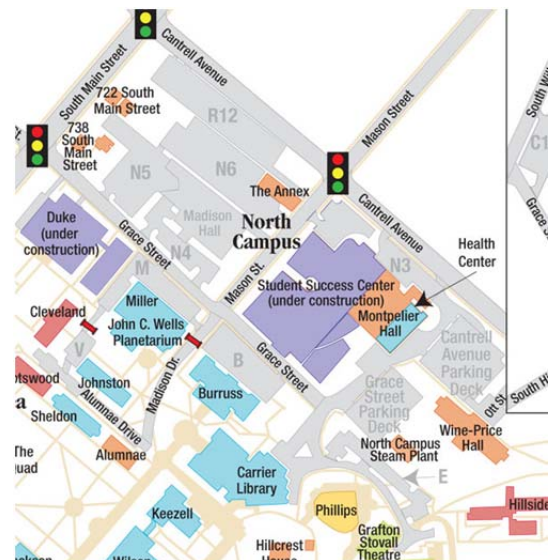 Cantrell Avenue
South Main Street
722 South
Main Street
R12
Mason Street
738
South
Main
Street
N5
N6
The Annex
Madison
Hall
North
Campus
Cantrell Avenue
Duke
(under
construction)
Grace Street
N4
M
Mason St.
Health
Center
N3
Student Success Center
(under construction)
Montpelier
Hall
Miller
John C. Wells
Planetarium
Cleveland
V
Madison Dr.
B
Grace Street
Cantrell
Avenue
Parking
Deck
Johnston
Burruss
Grace
Street
Parking
Deck
Sheldon
Alumnae Drive
Wine-Price
Hall
North Campus
Steam Plant
Alumnae
The
Carrier
Library
E
Keezell
Phillips
Hillside
Grafton
Stovall
Theatre
Hillcrest